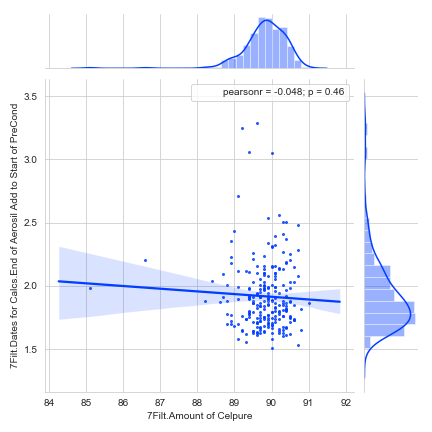 pearsonr = -0.048; p = 0.46
3.5
3.0
2.5
2.0
1.5
7Filt.Dates for Calcs.End of Aerosil Add to Start of PreCond
84 85 86 87 88 89 90 91 92
7Filt.Amount of Celpure